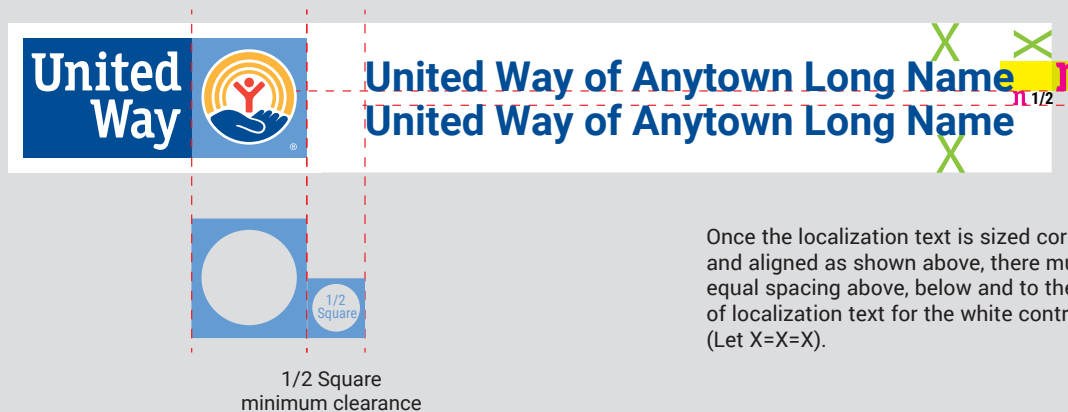 United
Way
®
United Way of Anytown Long Name
United Way of Anytown Long Name
X
X
n
n 1/2
X
1/2
Square
1/2 Square
minimum clearance
Once the localization text is sized cor
and aligned as shown above, there mu
equal spacing above, below and to the
of localization text for the white contr
(Let X=X=X).